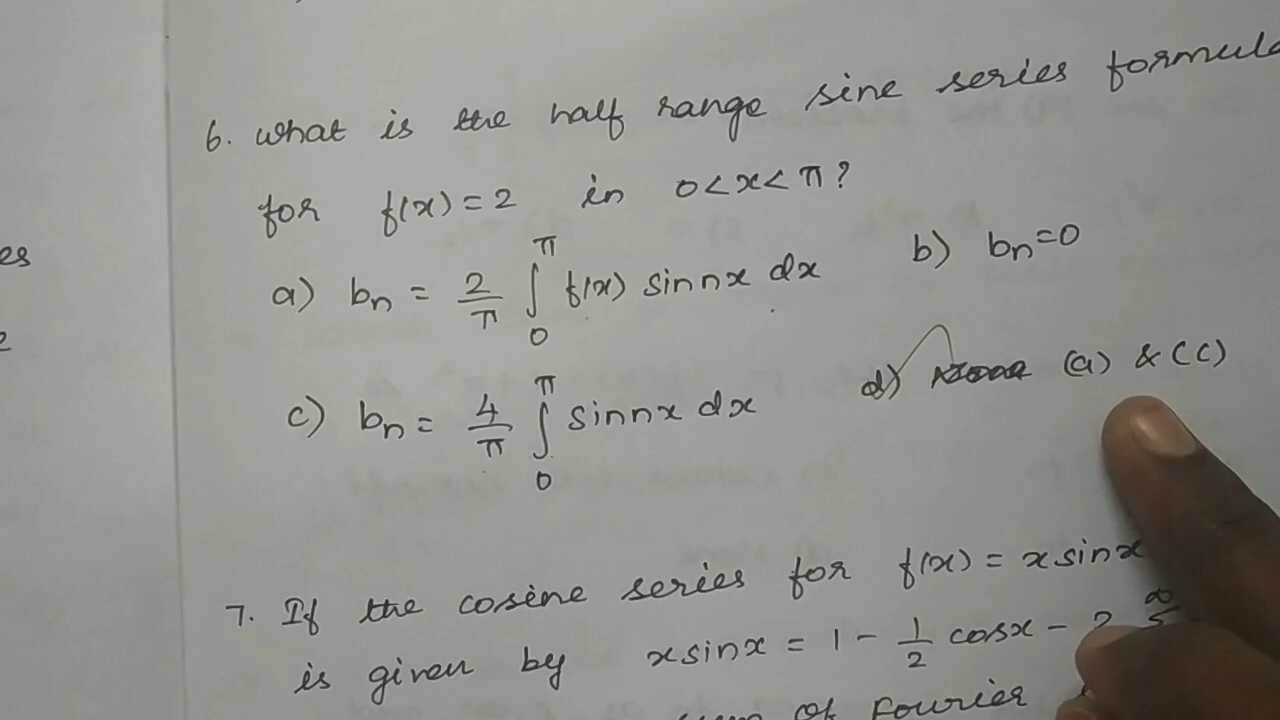 es
2
6. What is the half range sine series formula
for f(x) = 2 in 0 < x < π ?
a) bn = 2/π ∫₀^π f(x) sin nx dx b) bn = 0
c) bn = 4/π ∫₀^π sin nx dx d) (a) & (c)
7. If the cosine series for f(x) = x sin x
is given by x sin x = 1 - 1/2 cos x - 2 ∞
of Fourier